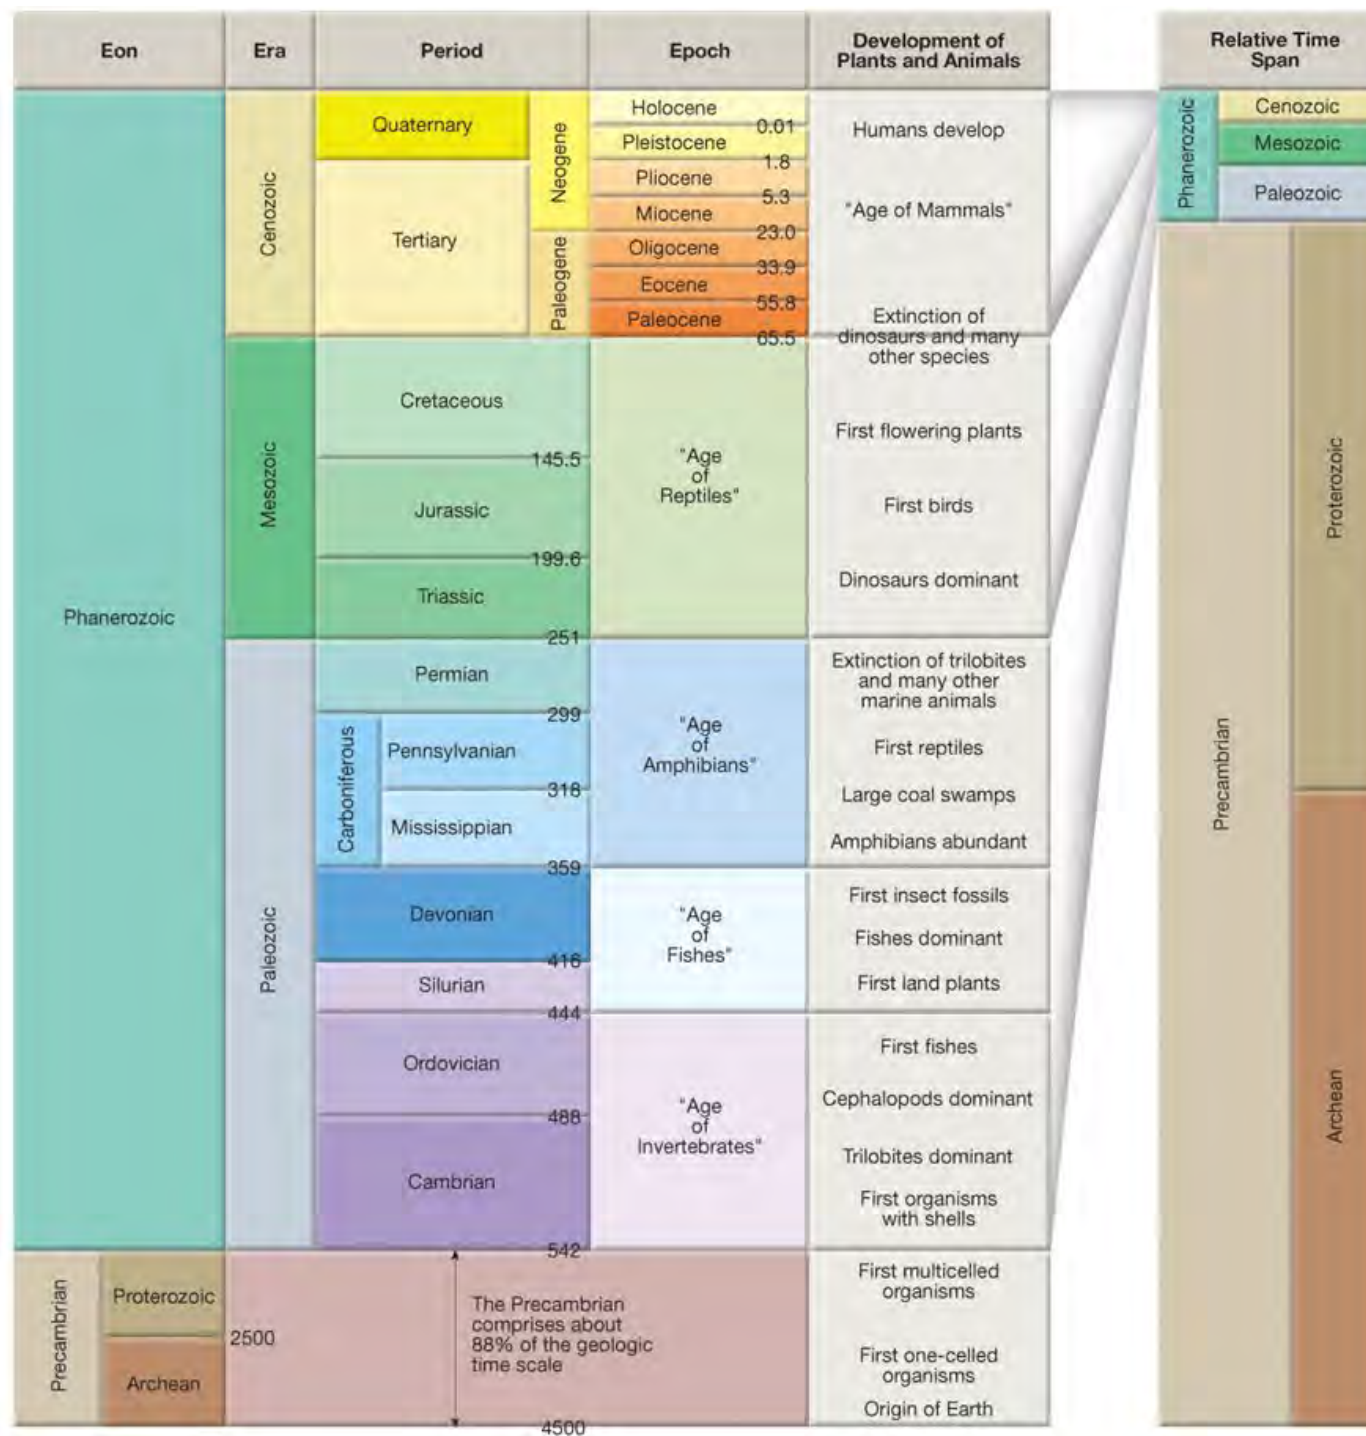 Eon
Era
Period
Epoch
Development of
Plants and Animals
Relative Time
Span
Phanerozoic
Cenozoic
Quaternary
Tertiary
Neogene
Paleogene
Holocene
0.01
Pleistocene
1.8
Pliocene
5.3
Miocene
23.0
Oligocene
33.9
Eocene
55.8
Paleocene
65.5
Humans develop
"Age of Mammals"
Extinction of
dinosaurs and many
other species
Mesozoic
Cretaceous
145.5
Jurassic
199.6
Triassic
251
"Age
of
Reptiles"
First flowering plants
First birds
Dinosaurs dominant
Paleozoic
Permian
299
Carboniferous
Pennsylvanian
318
Mississippian
359
"Age
of
Amphibians"
Extinction of trilobites
and many other
marine animals
First reptiles
Large coal swamps
Amphibians abundant
Devonian
416
Silurian
444
"Age
of
Fishes"
First insect fossils
Fishes dominant
First land plants
Ordovician
488
Cambrian
542
"Age
of
Invertebrates"
First fishes
Cephalopods dominant
Trilobites dominant
First organisms
with shells
Precambrian
Proterozoic
2500
Archean
The Precambrian
comprises about
88% of the geologic
time scale
4500
First multicelled
organisms
First one-celled
organisms
Origin of Earth
Phanerozoic
Cenozoic
Mesozoic
Paleozoic
Precambrian
Proterozoic
Archean